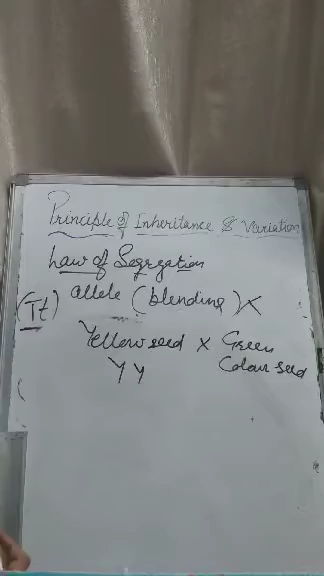 Principle of Inheritance & Variation
Law of Segregation
(Tt) allele (blending) X
Yellow seed X Green
Yy Colour seed